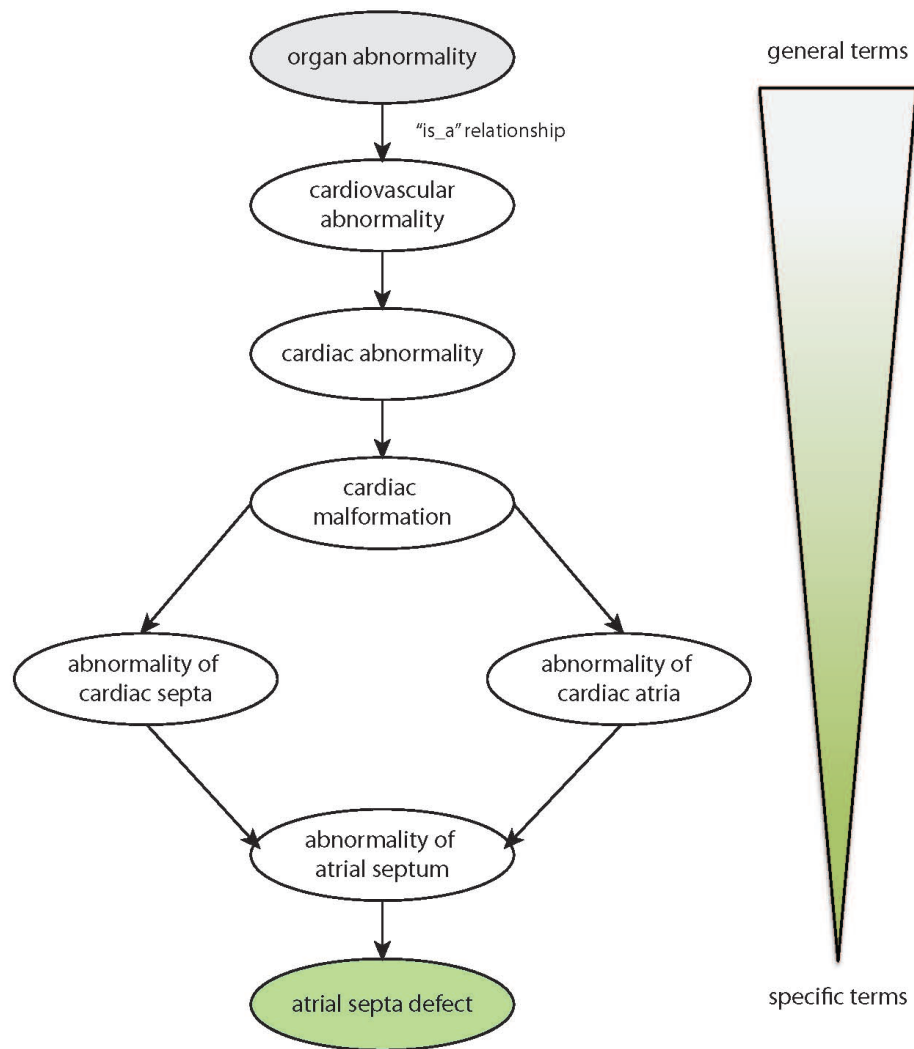 organ abnormality
general terms
"is_a" relationship
cardiovascular
abnormality
cardiac abnormality
cardiac
malformation
abnormality of
cardiac septa
abnormality of
cardiac atria
abnormality of
atrial septum
atrial septa defect
specific terms